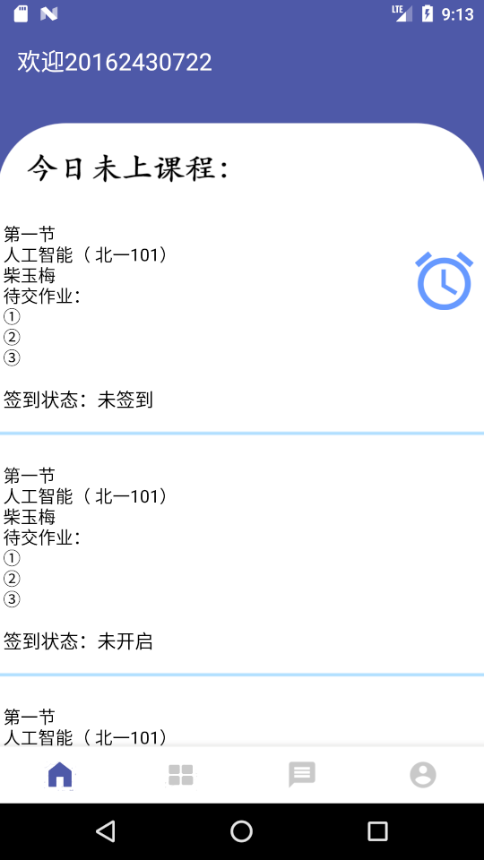 LTE 9:13
欢迎20162430722
今日未上课程：
第一节
人工智能（ 北一101）
柴玉梅
待交作业：
①
②
③
签到状态：未签到
第一节
人工智能（ 北一101）
柴玉梅
待交作业：
①
②
③
签到状态：未开启
第一节
人工智能（ 北一101）